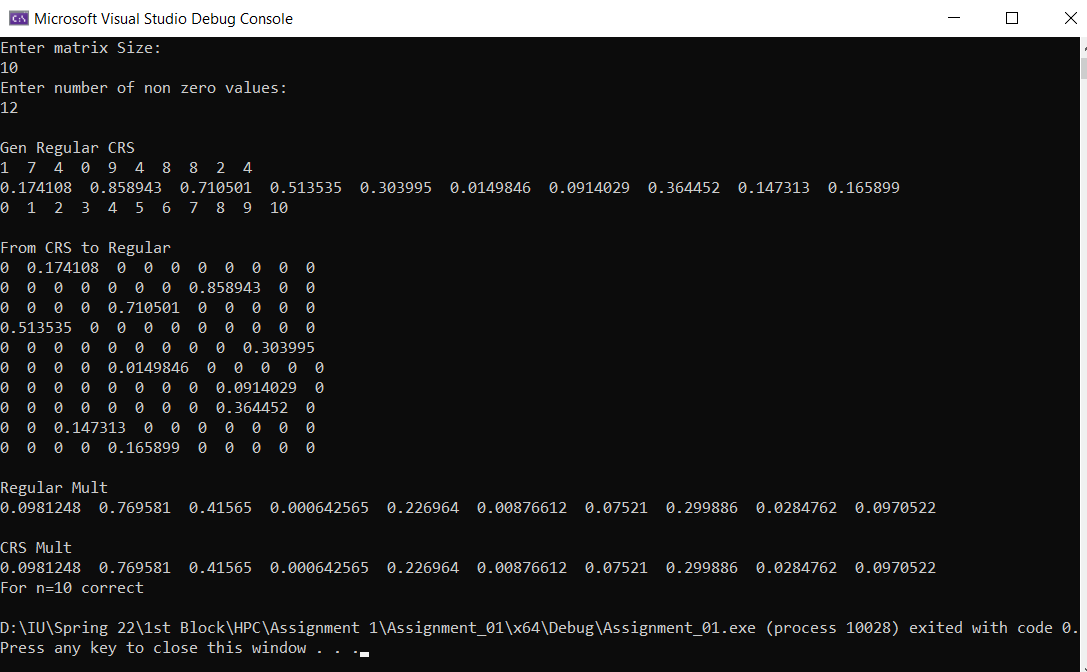 Microsoft Visual Studio Debug Console
Enter matrix Size:
10
Enter number of non zero values:
12
Gen Regular CRS
1  7  4  0  9  4  8  8  2  4
0.174108  0.858943  0.710501  0.513535  0.303995  0.0149846  0.0914029  0.364452  0.147313  0.165899
0  1  2  3  4  5  6  7  8  9  10
From CRS to Regular
0  0.174108  0  0  0  0  0  0  0  0
0  0  0  0  0  0  0  0.858943  0  0
0  0  0  0  0.710501  0  0  0  0  0
0.513535  0  0  0  0  0  0  0  0  0
0  0  0  0  0  0  0  0  0  0.303995
0  0  0  0  0.0149846  0  0  0  0  0
0  0  0  0  0  0  0  0  0.0914029  0
0  0  0  0  0  0  0  0  0.364452  0
0  0  0.147313  0  0  0  0  0  0  0
0  0  0  0  0.165899  0  0  0  0  0
Regular Mult
0.0981248  0.769581  0.41565  0.000642565  0.226964  0.00876612  0.07521  0.299886  0.0284762  0.0970522
CRS Mult
0.0981248  0.769581  0.41565  0.000642565  0.226964  0.00876612  0.07521  0.299886  0.0284762  0.0970522
For n=10 correct
D:\IU\Spring 22\1st Block\HPC\Assignment 1\Assignment_01\x64\Debug\Assignment_01.exe (process 10028) exited with code 0.
Press any key to close this window . . .